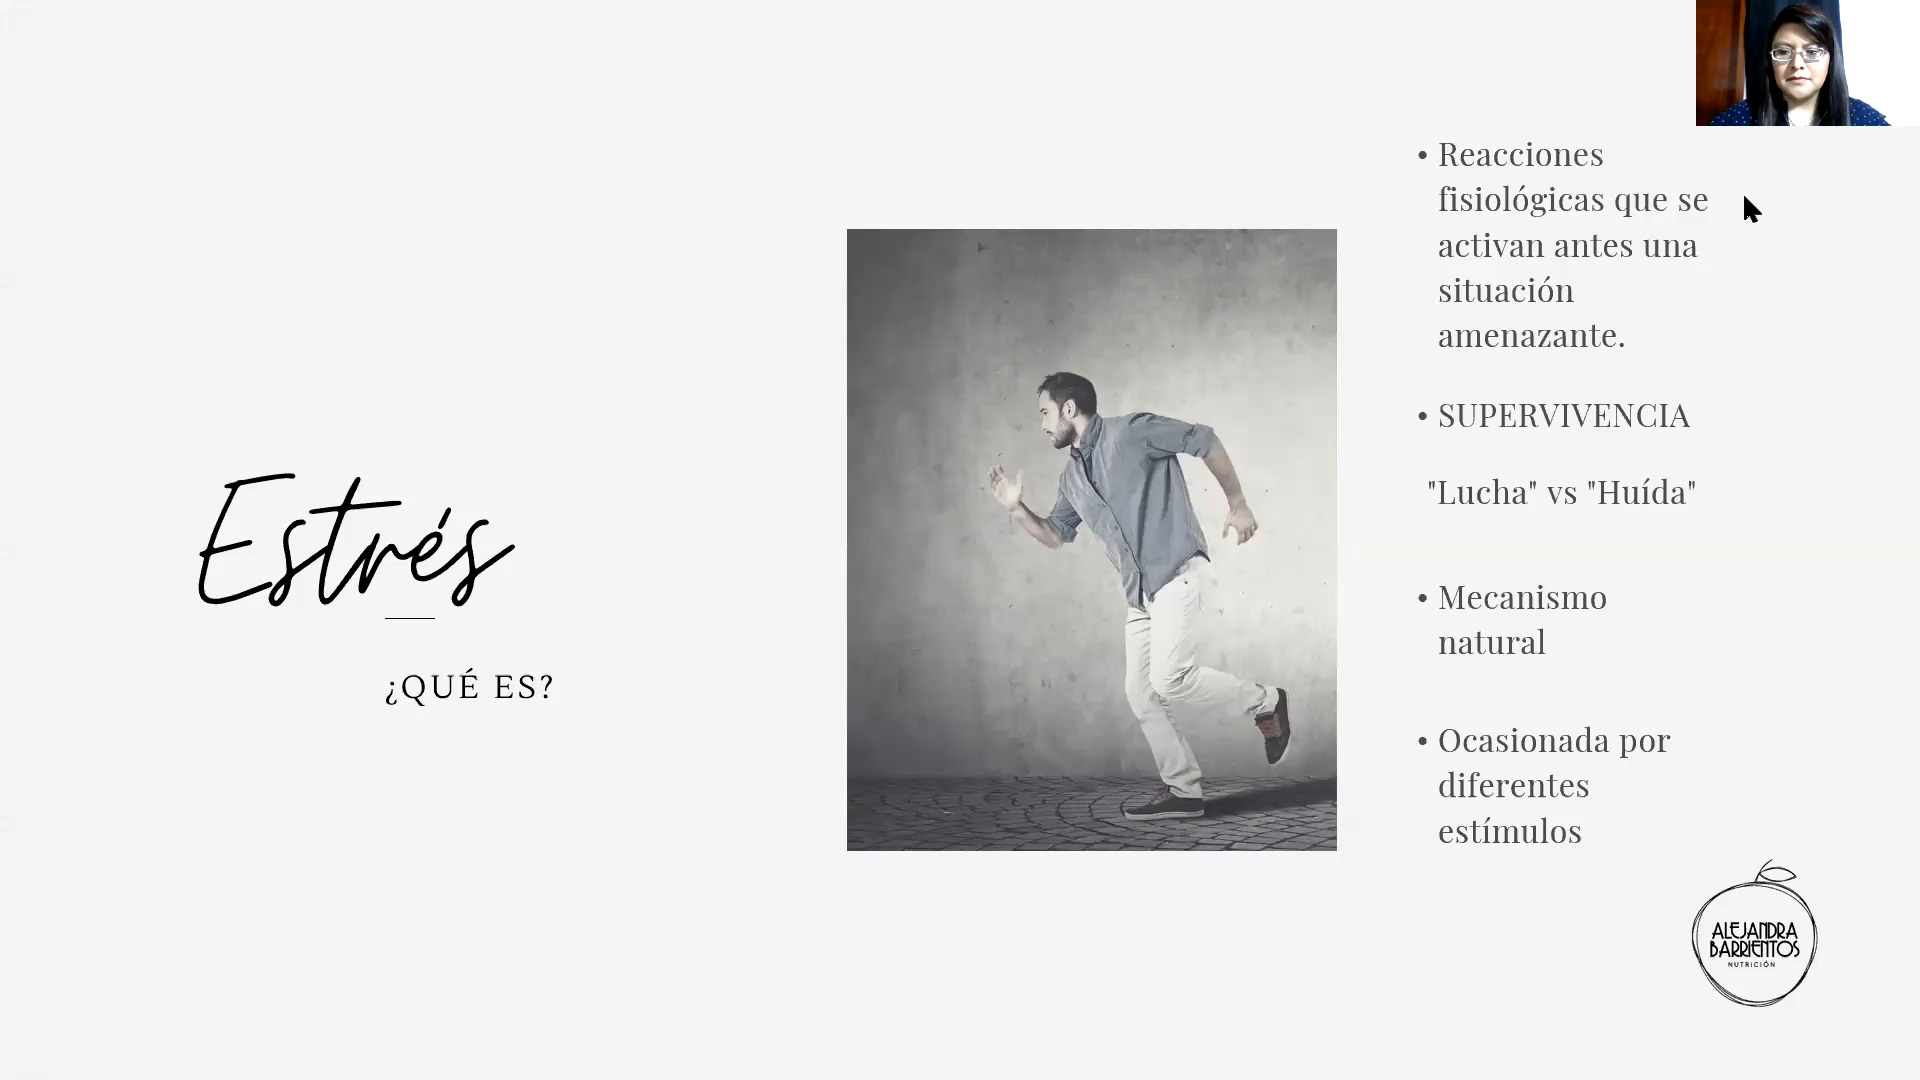 Estrés
¿QUÉ ES?
• Reacciones
fisiológicas que se
activan antes una
situación
amenazante.
• SUPERVIVENCIA
"Lucha" vs "Huída"
• Mecanismo
natural
• Ocasionada por
diferentes
estímulos
ALEJANDRA
BARRIENTOS
NUTRICIÓN